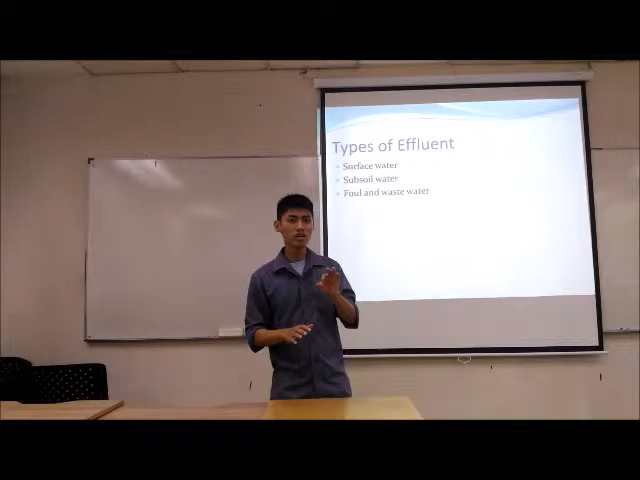 Types of Effluent
Surface water
Subsoil water
Foul and waste water